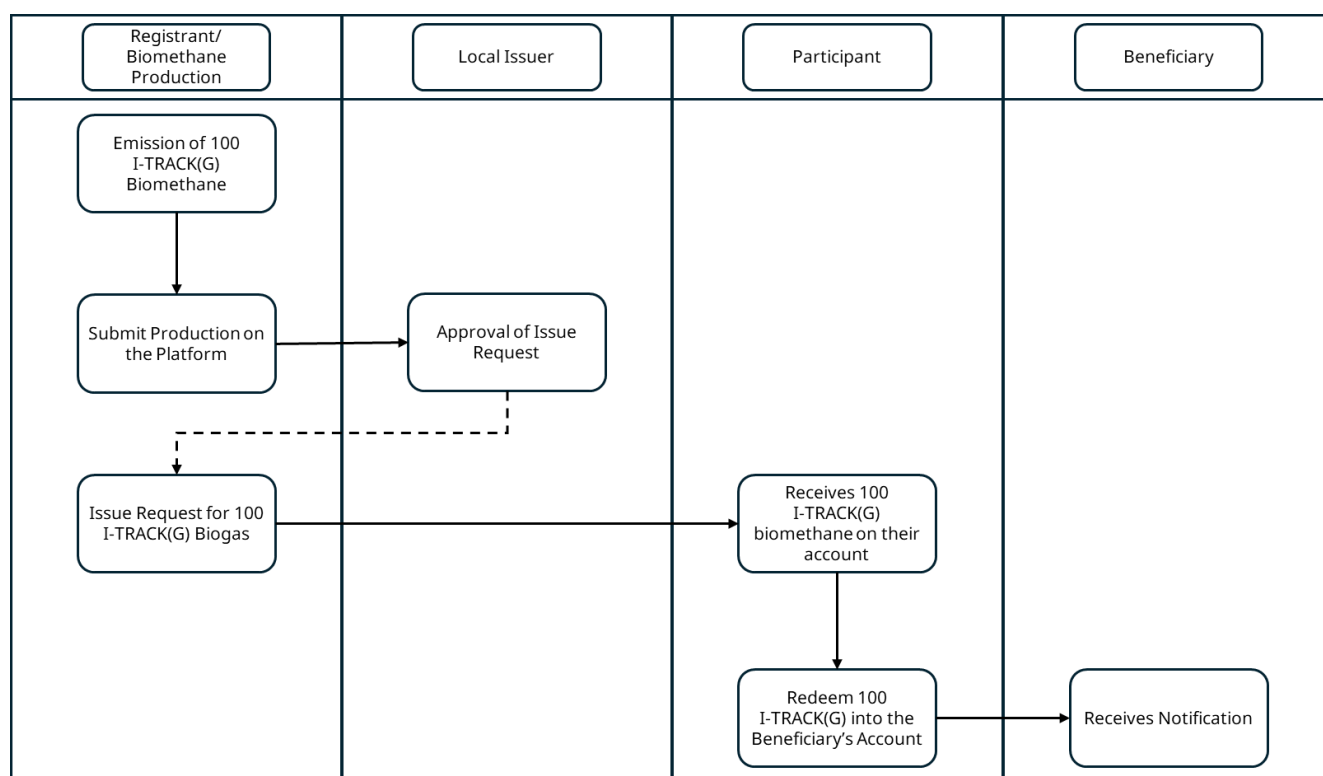 Registrant/
Biomethane
Production
Local Issuer
Participant
Beneficiary
Emission of 100
I-TRACK(G)
Biomethane
Submit Production on
the Platform
Approval of Issue
Request
Issue Request for 100
I-TRACK(G) Biogas
Receives 100
I-TRACK(G)
biomethane on their
account
Redeem 100
I-TRACK(G) into the
Beneficiary’s Account
Receives Notification